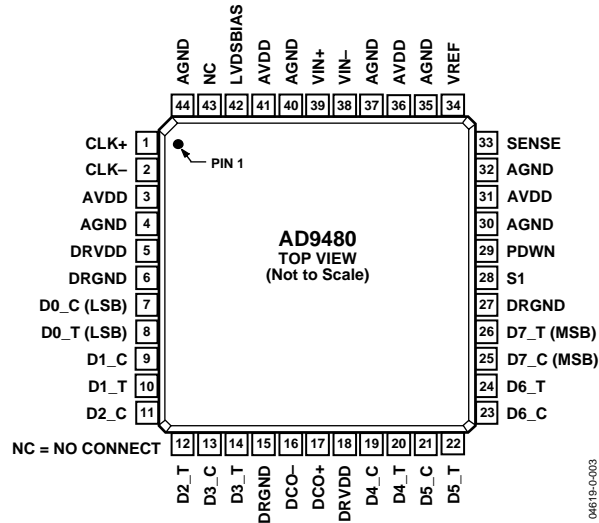 AGND
NC
LVDSBIAS
AVDD
AGND
VIN+
VIN–
AGND
AVDD
AGND
VREF
44 43 42 41 40 39 38 37 36 35 34
CLK+ 1
CLK– 2
AVDD 3
AGND 4
DRVDD 5
DRGND 6
D0_C (LSB) 7
D0_T (LSB) 8
D1_C 9
D1_T 10
D2_C 11
PIN 1
AD9480
TOP VIEW
(Not to Scale)
33 SENSE
32 AGND
31 AVDD
30 AGND
29 PDWN
28 S1
27 DRGND
26 D7_T (MSB)
25 D7_C (MSB)
24 D6_T
23 D6_C
NC = NO CONNECT
12 13 14 15 16 17 18 19 20 21 22
D2_T
D3_C
D3_T
DRGND
DCO–
DCO+
DRVDD
D4_C
D4_T
D5_C
D5_T
04619-0-003